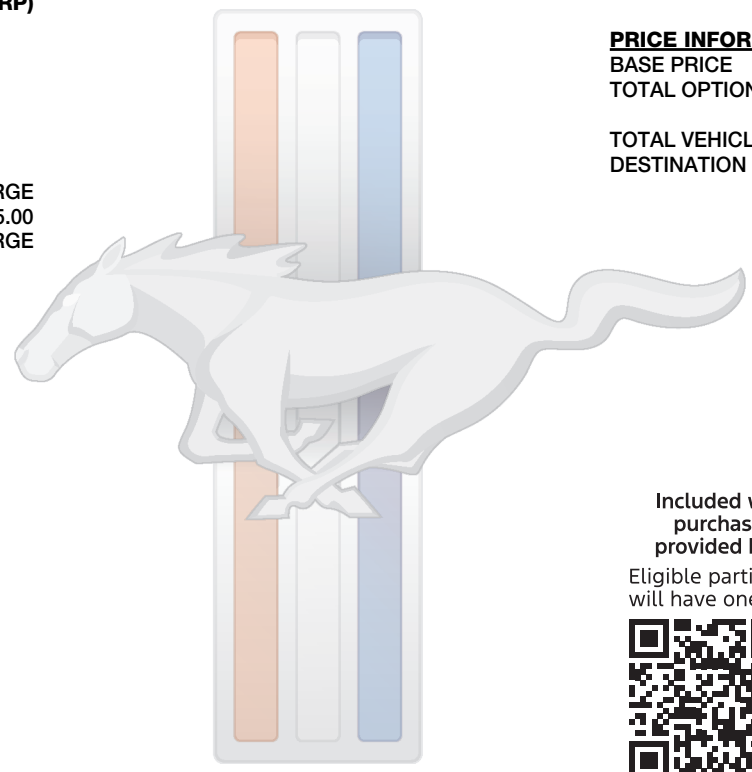 RP)
RGE
5.00
RGE
PRICE INFOR
BASE PRICE
TOTAL OPTION
TOTAL VEHICL
DESTINATION
Included
purchas
provided
Eligible parti
will have one